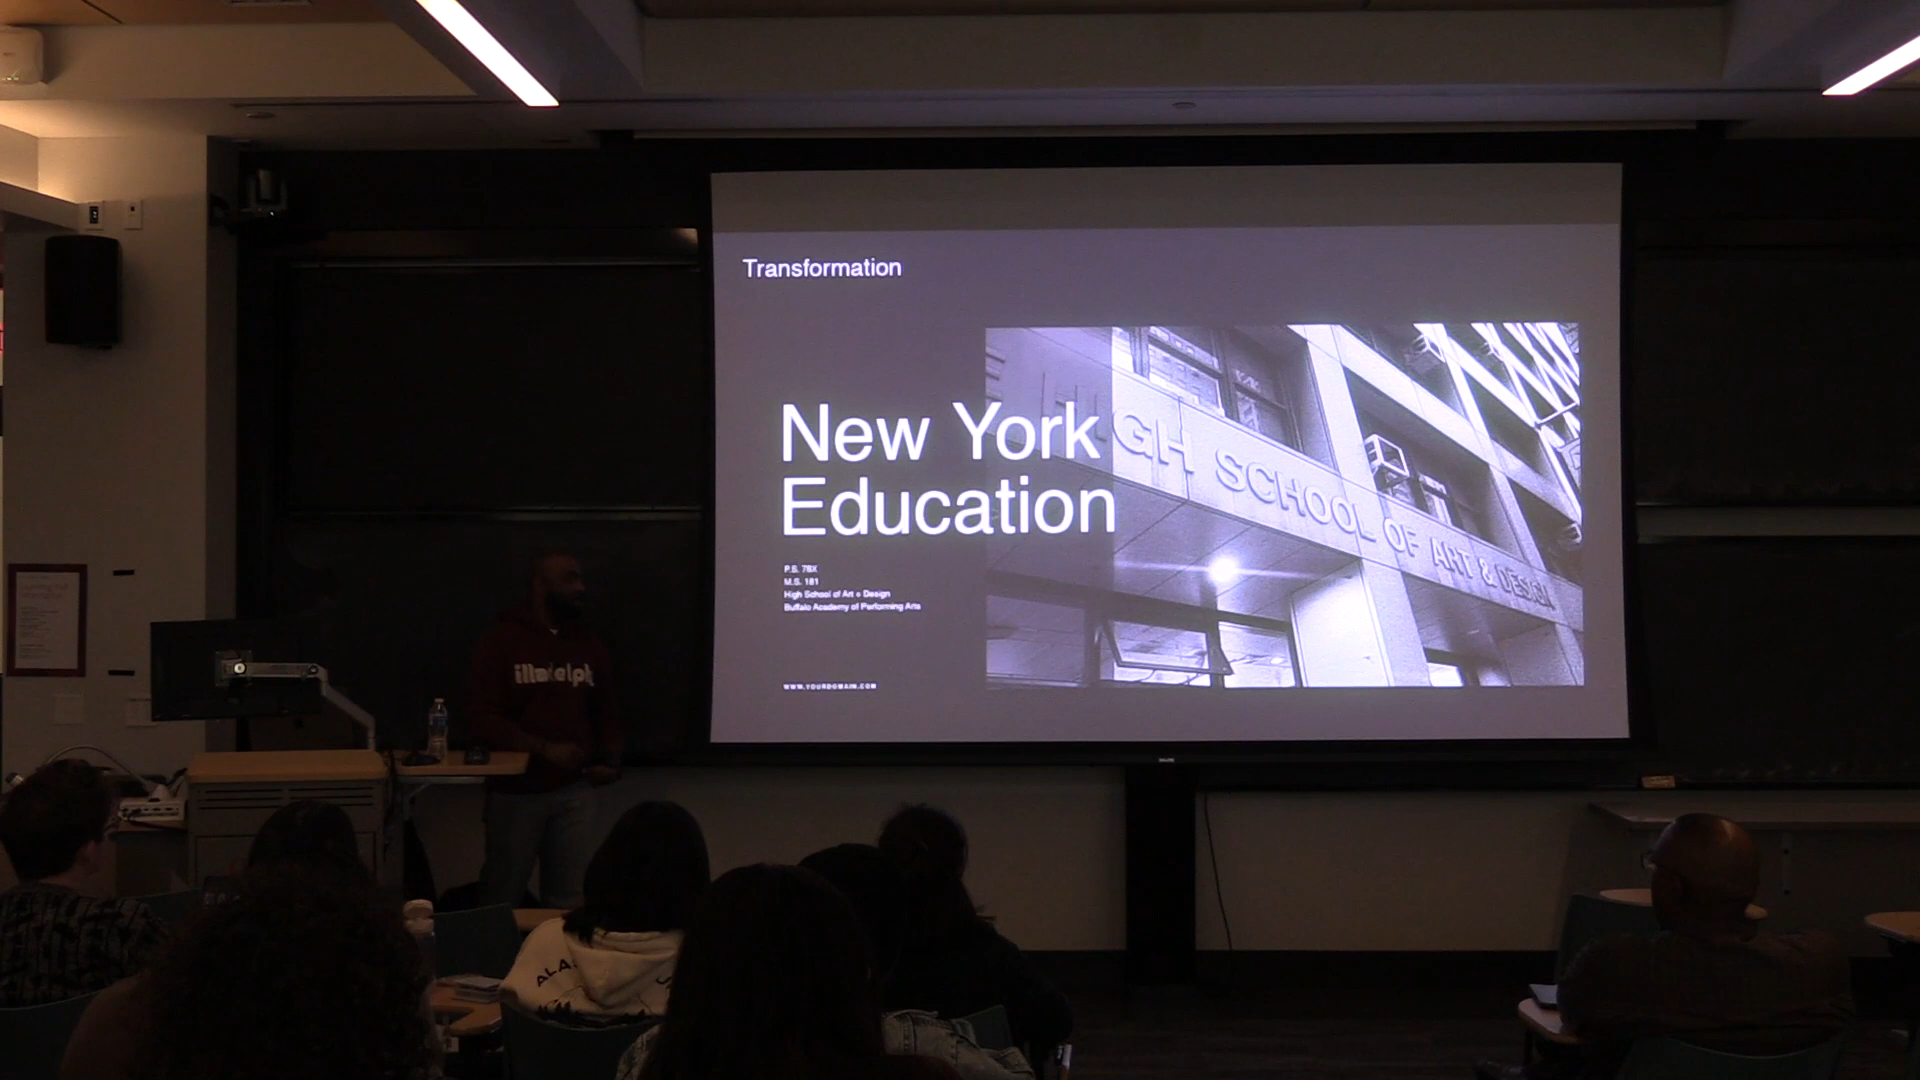 Transformation
New York
Education
P.S. 78X
M.S. 181
High School of Art + Design
Buffalo Academy of Performing Arts
WWW.YOURDOMAIN.COM
GH SCHOOL OF ART & DESIGN
ALA